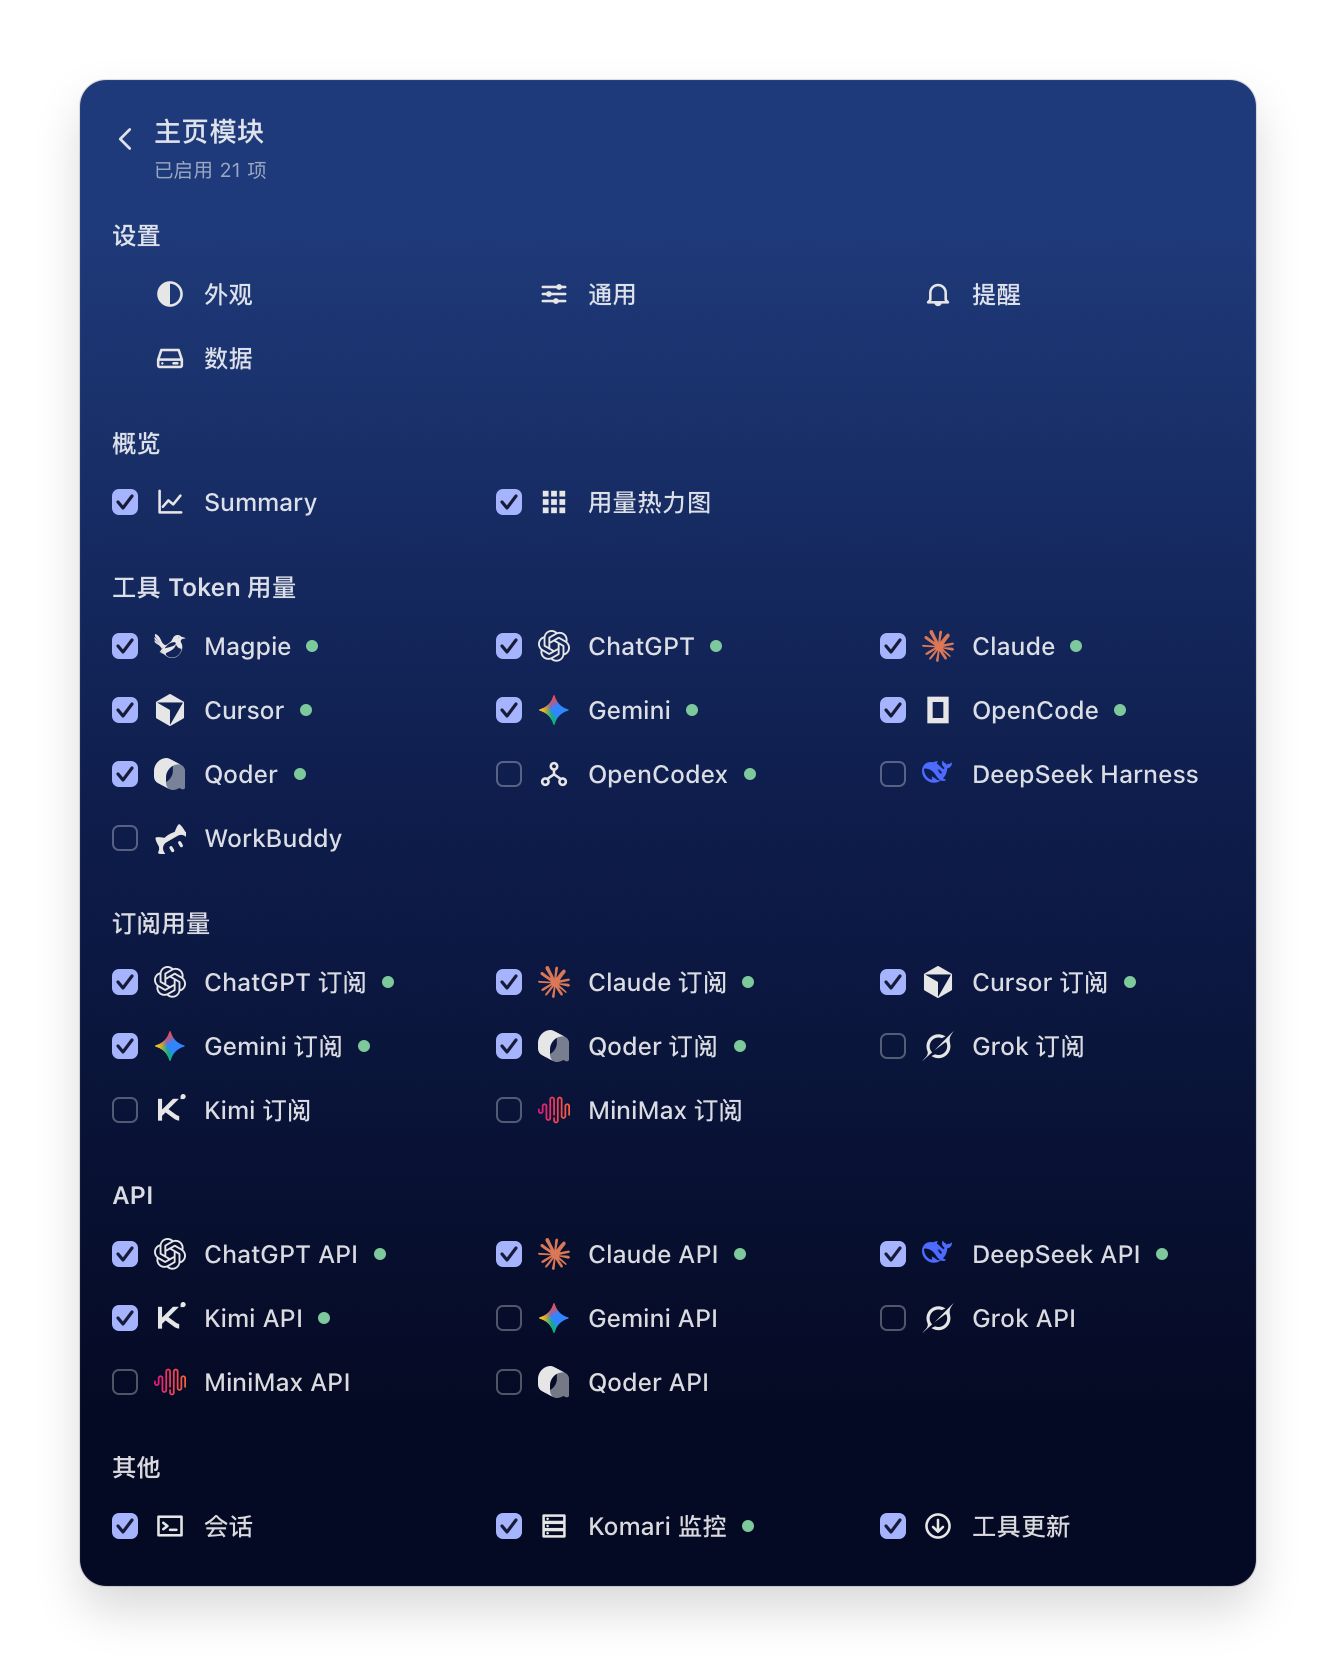 主页模块
已启用 21 项
设置
外观 通用 提醒
数据
概览
Summary 用量热力图
工具 Token 用量
Magpie ChatGPT Claude
Cursor Gemini OpenCode
Qoder OpenCodex DeepSeek Harness
WorkBuddy
订阅用量
ChatGPT 订阅 Claude 订阅 Cursor 订阅
Gemini 订阅 Qoder 订阅 Grok 订阅
Kimi 订阅 MiniMax 订阅
API
ChatGPT API Claude API DeepSeek API
Kimi API Gemini API Grok API
MiniMax API Qoder API
其他
会话 Komari 监控 工具更新